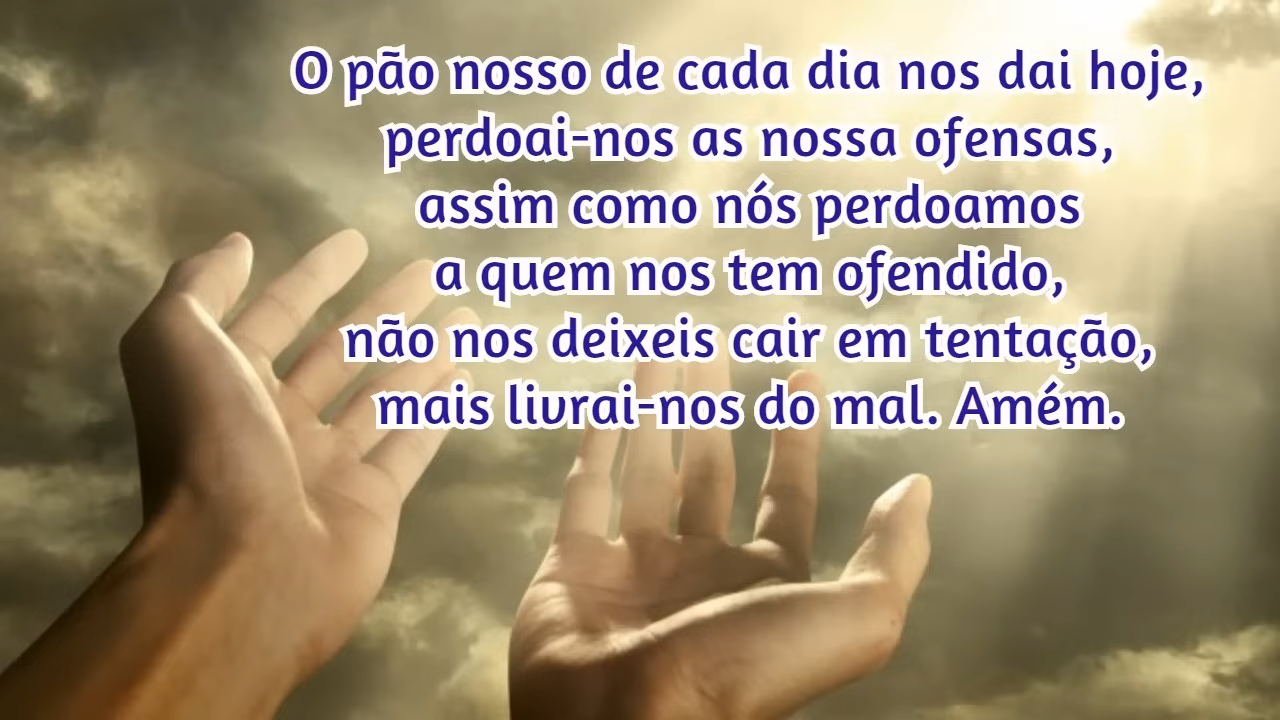 O pão nosso de cada dia nos dai hoje,
perdoai-nos as nossa ofensas,
assim como nós perdoamos
a quem nos tem ofendido,
não nos deixeis cair em tentação,
mais livrai-nos do mal. Amém.